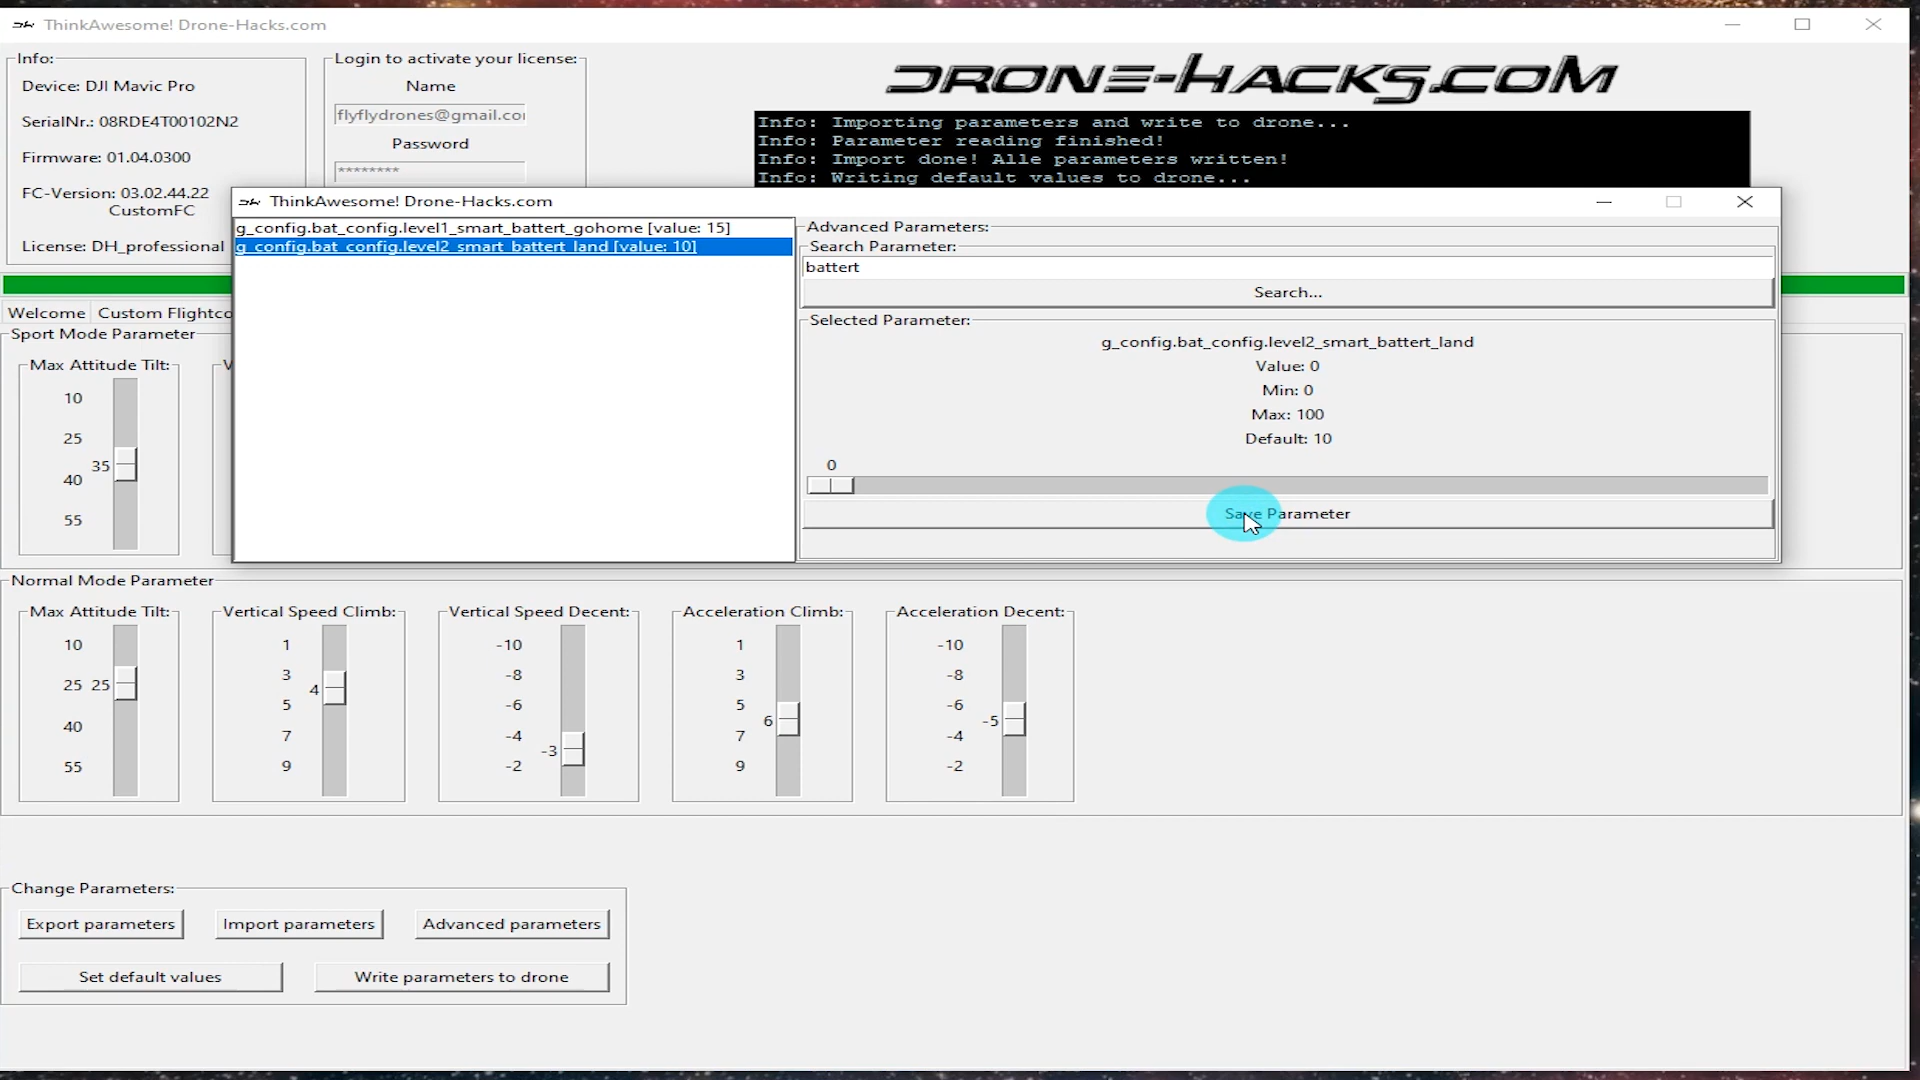 ThinkAwesome! Drone-Hacks.com
Info:
Device: DJI Mavic Pro
SerialNr.: 08RDE4T00102N2
Firmware: 01.04.0300
FC-Version: 03.02.44.22
CustomFC
License: DH_professional
Login to activate your license:
Name
flyflydrones@gmail.co
Password
********
DRONE-HACKS.COM
Info: Importing parameters and write to drone...
Info: Parameter reading finished!
Info: Import done! Alle parameters written!
Info: Writing default values to drone...
ThinkAwesome! Drone-Hacks.com
g_config.bat_config.level1_smart_battert_gohome [value: 15]
g_config.bat_config.level2_smart_battert_land [value: 10]
Advanced Parameters:
Search Parameter:
battert
Search...
Selected Parameter:
g_config.bat_config.level2_smart_battert_land
Value: 0
Min: 0
Max: 100
Default: 10
0
Save Parameter
Welcome
Custom Flightco
Sport Mode Parameter
Max Attitude Tilt:
V
10
25
35
40
55
Normal Mode Parameter
Max Attitude Tilt:
10
25 25
40
55
Vertical Speed Climb:
1
3
4
5
7
9
Vertical Speed Decent:
-10
-8
-6
-4
-3
-2
Acceleration Climb:
1
3
5
6
7
9
Acceleration Decent:
-10
-8
-6
-5
-4
-2
Change Parameters:
Export parameters
Import parameters
Advanced parameters
Set default values
Write parameters to drone